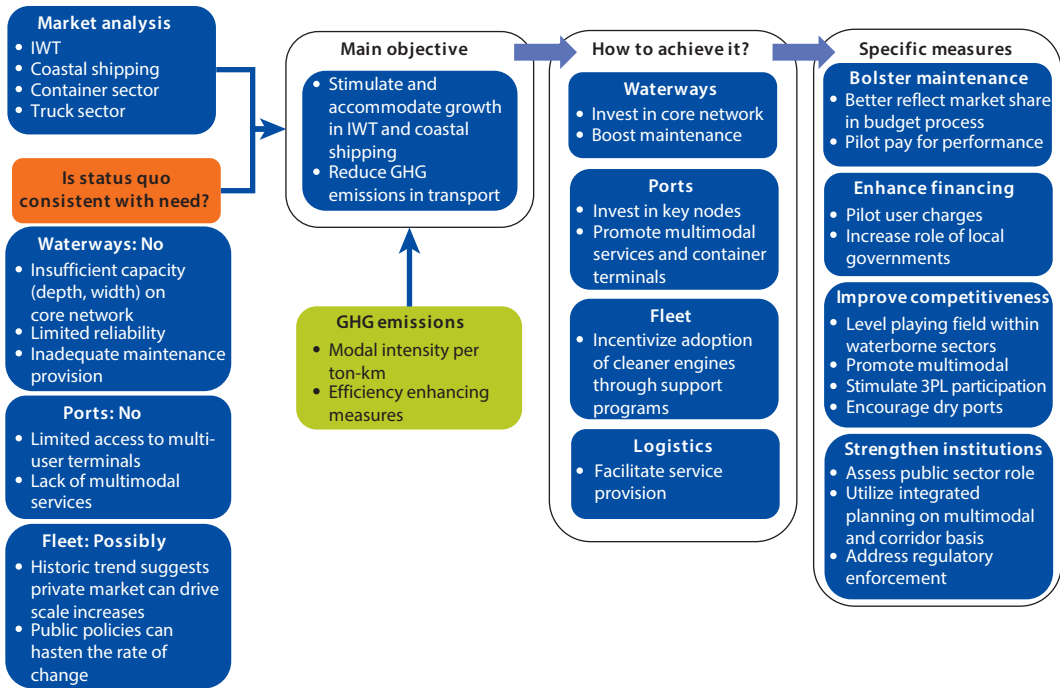 Market analysis
• IWT
• Coastal shipping
• Container sector
• Truck sector
Is status quo
consistent with need?
Waterways: No
• Insufficient capacity
(depth, width) on
core network
• Limited reliability
• Inadequate maintenance
provision
Ports: No
• Limited access to multi-
user terminals
• Lack of multimodal
services
Fleet: Possibly
• Historic trend suggests
private market can drive
scale increases
• Public policies can
hasten the rate of
change
Main objective
• Stimulate and
accommodate growth
in IWT and coastal
shipping
• Reduce GHG
emissions in transport
GHG emissions
• Modal intensity per
ton-km
• Efficiency enhancing
measures
How to achieve it?
Waterways
• Invest in core network
• Boost maintenance
Ports
• Invest in key nodes
• Promote multimodal
services and container
terminals
Fleet
• Incentivize adoption
of cleaner engines
through support
programs
Logistics
• Facilitate service
provision
Specific measures
Bolster maintenance
• Better reflect market share
in budget process
• Pilot pay for performance
Enhance financing
• Pilot user charges
• Increase role of local
governments
Improve competitiveness
• Level playing field within
waterborne sectors
• Promote multimodal
• Stimulate 3PL participation
• Encourage dry ports
Strengthen institutions
• Assess public sector role
• Utilize integrated
planning on multimodal
and corridor basis
• Address regulatory
enforcement